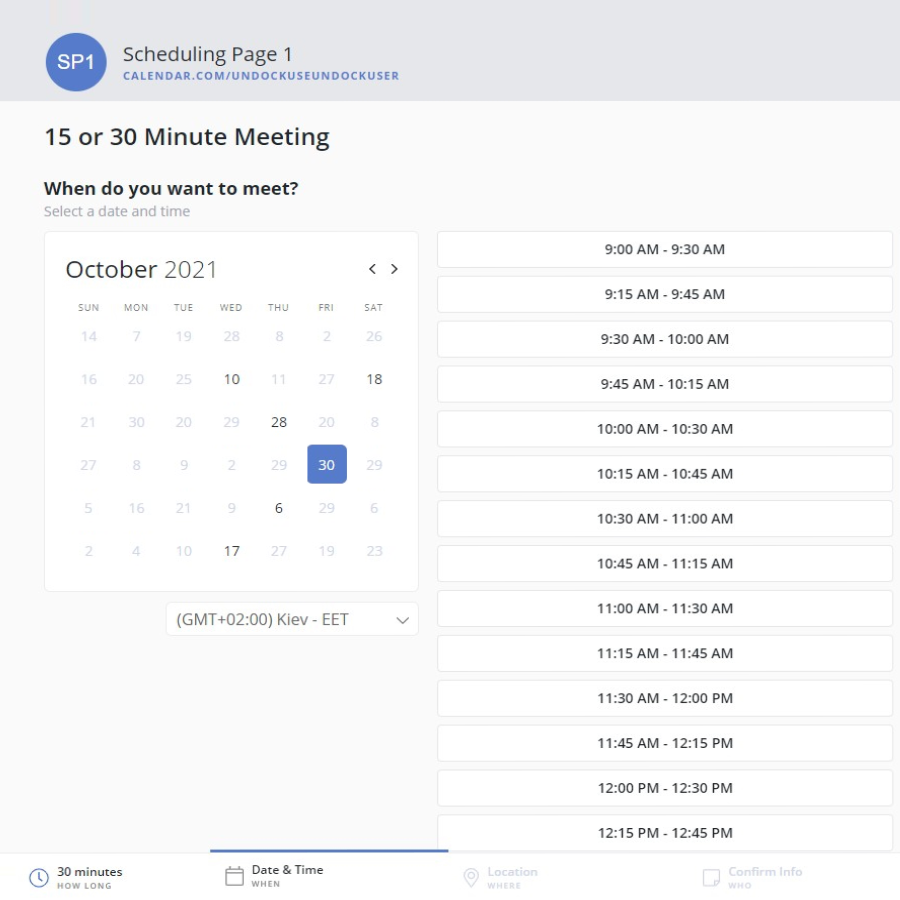 SP1
Scheduling Page 1
CALENDAR.COM/UNDOCKUSEUNDOCKUSER
15 or 30 Minute Meeting
When do you want to meet?
Select a date and time
October 2021
SUN MON TUE WED THU FRI SAT
14 7 19 28 8 2 26
16 20 25 10 11 27 18
21 30 20 29 28 20 8
27 8 9 2 29 30 29
5 16 21 9 6 29 6
2 4 10 17 27 19 23
(GMT+02:00) Kiev - EET
9:00 AM - 9:30 AM
9:15 AM - 9:45 AM
9:30 AM - 10:00 AM
9:45 AM - 10:15 AM
10:00 AM - 10:30 AM
10:15 AM - 10:45 AM
10:30 AM - 11:00 AM
10:45 AM - 11:15 AM
11:00 AM - 11:30 AM
11:15 AM - 11:45 AM
11:30 AM - 12:00 PM
11:45 AM - 12:15 PM
12:00 PM - 12:30 PM
12:15 PM - 12:45 PM
30 minutes
HOW LONG
Date & Time
WHEN
Location
WHERE
Confirm Info
WHO